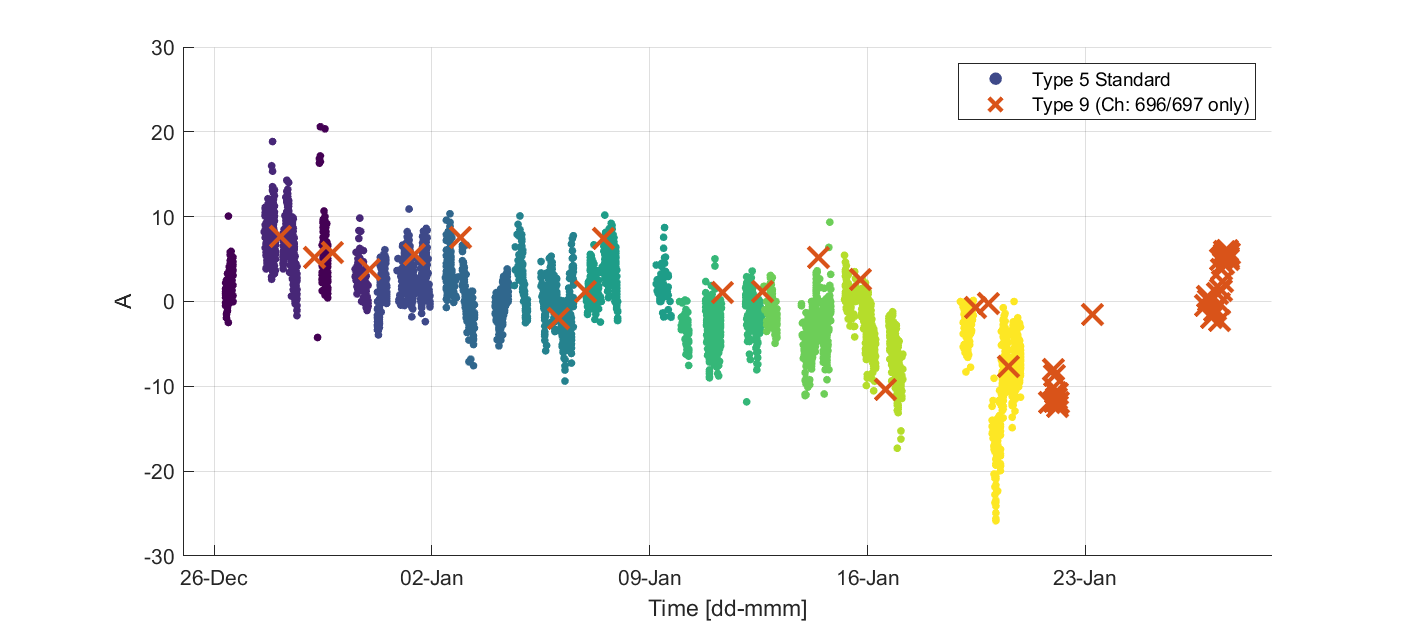 30
20
10
0
-10
-20
-30
A
26-Dec
02-Jan
09-Jan
16-Jan
23-Jan
Time [dd-mmm]
Type 5 Standard
Type 9 (Ch: 696/697 only)